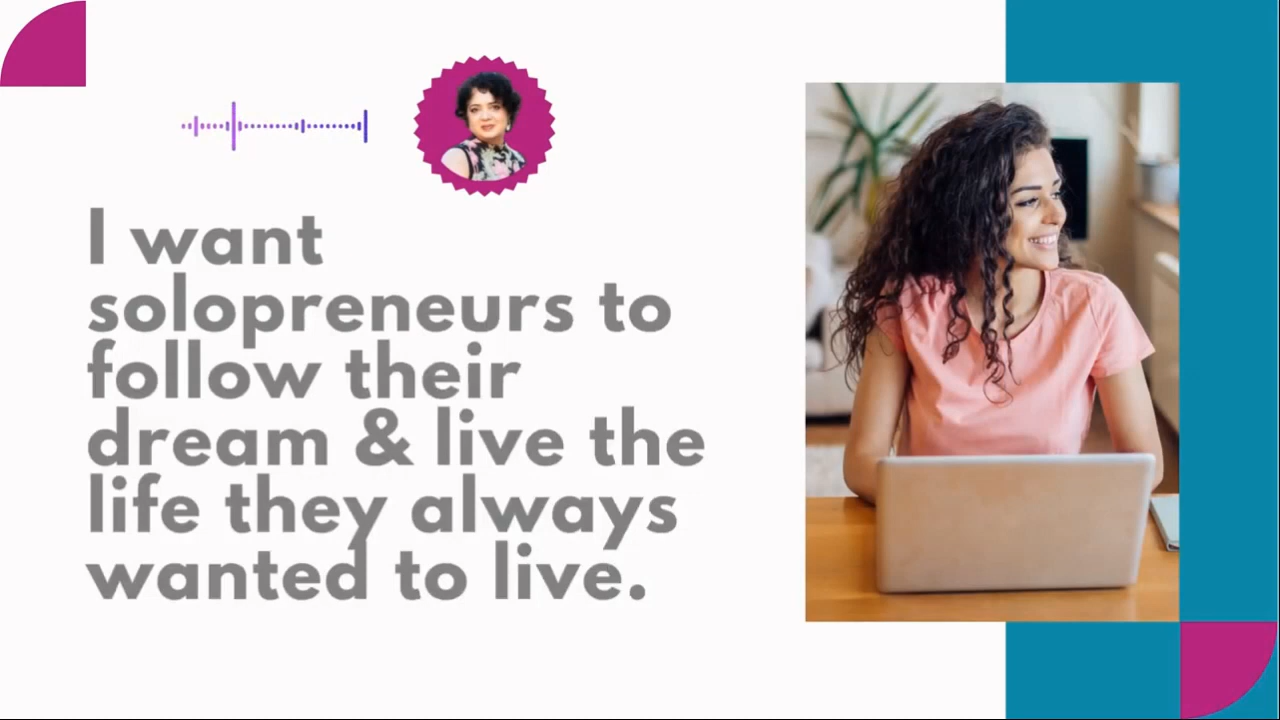 I want
solopreneurs to
follow their
dream & live the
life they always
wanted to live.